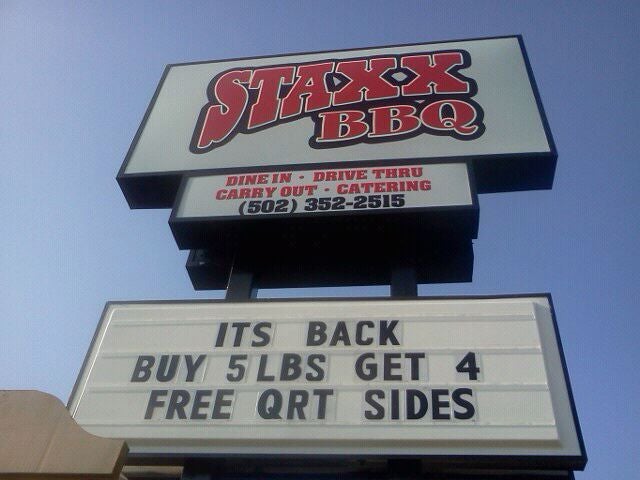 STAXX
BBQ
DINE IN · DRIVE THRU
CARRY OUT · CATERING
(502) 352-2515
ITS BACK
BUY 5 LBS GET 4
FREE QRT SIDES